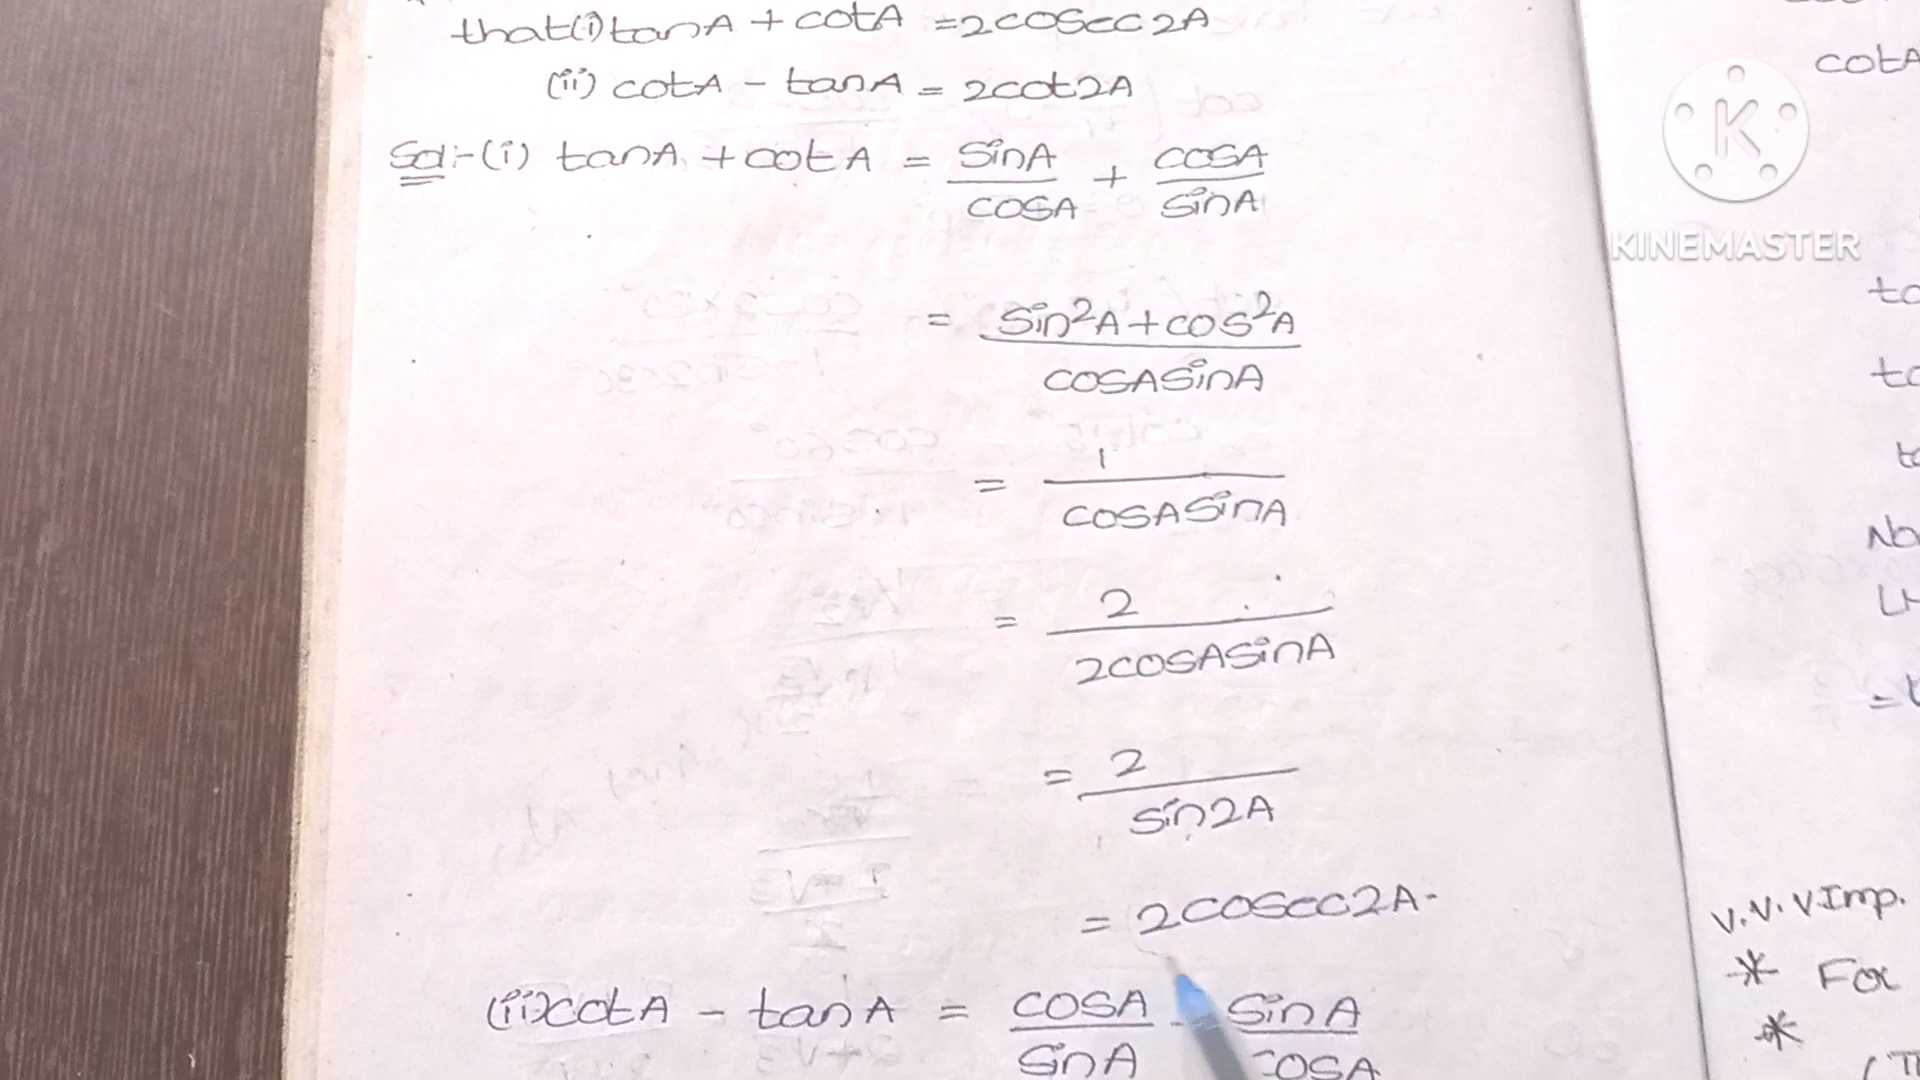 that (i) tanA + cotA = 2cosec2A
(ii) cotA - tanA = 2cot2A
Sol:- (i) tanA + cotA = sinA/cosA + cosA/sinA
= sin²A + cos²A / cosAsinA
= 1 / cosAsinA
= 2 / 2cosAsinA
= 2 / sin2A
= 2cosec2A.
(ii) cotA - tanA = cosA/sinA - sinA/cosA
cotA
V.V.VImp.
* For
*
KINEMASTER